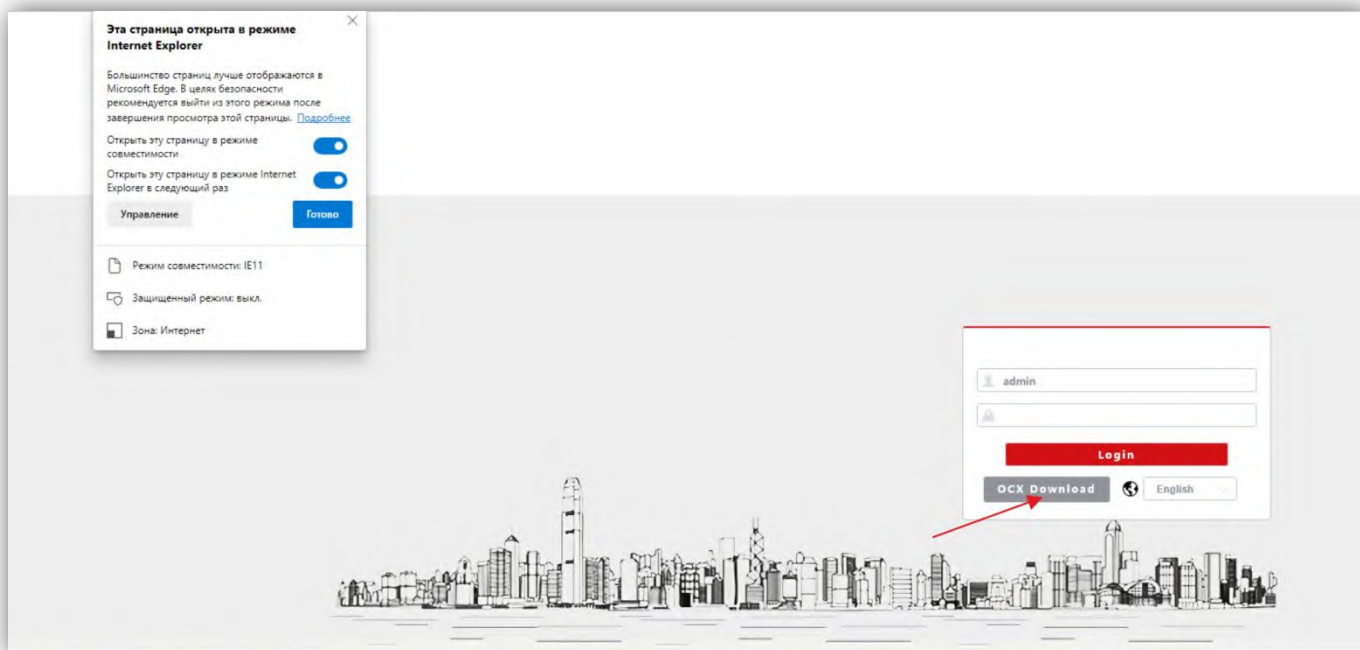 Эта страница открыта в режиме
Internet Explorer
Большинство страниц лучше отображаются в
Microsoft Edge. В целях безопасности
рекомендуется выйти из этого режима после
завершения просмотра этой страницы. Подробнее
Открыть эту страницу в режиме
совместимости
Открыть эту страницу в режиме Internet
Explorer в следующий раз
Управление
Готово
Режим совместимости: IE11
Защищенный режим: выкл.
Зона: Интернет
admin
Login
OCX Download
English